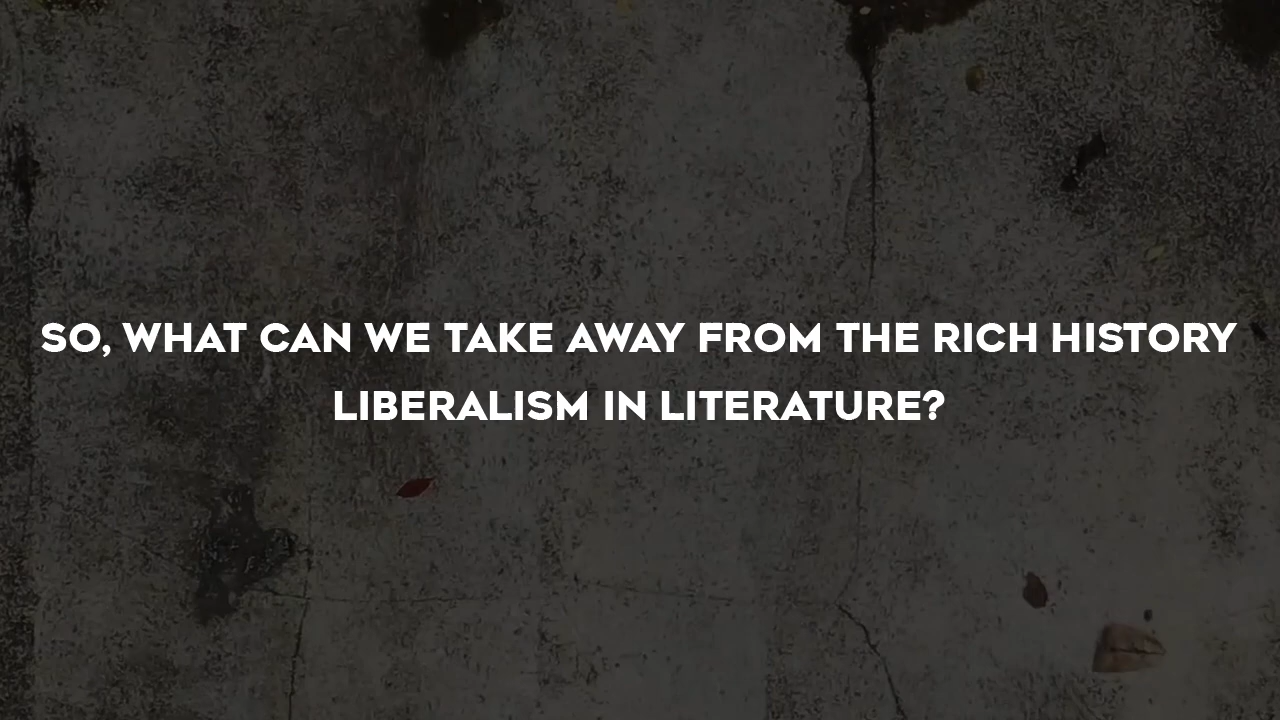 SO, WHAT CAN WE TAKE AWAY FROM THE RICH HISTORY
LIBERALISM IN LITERATURE?